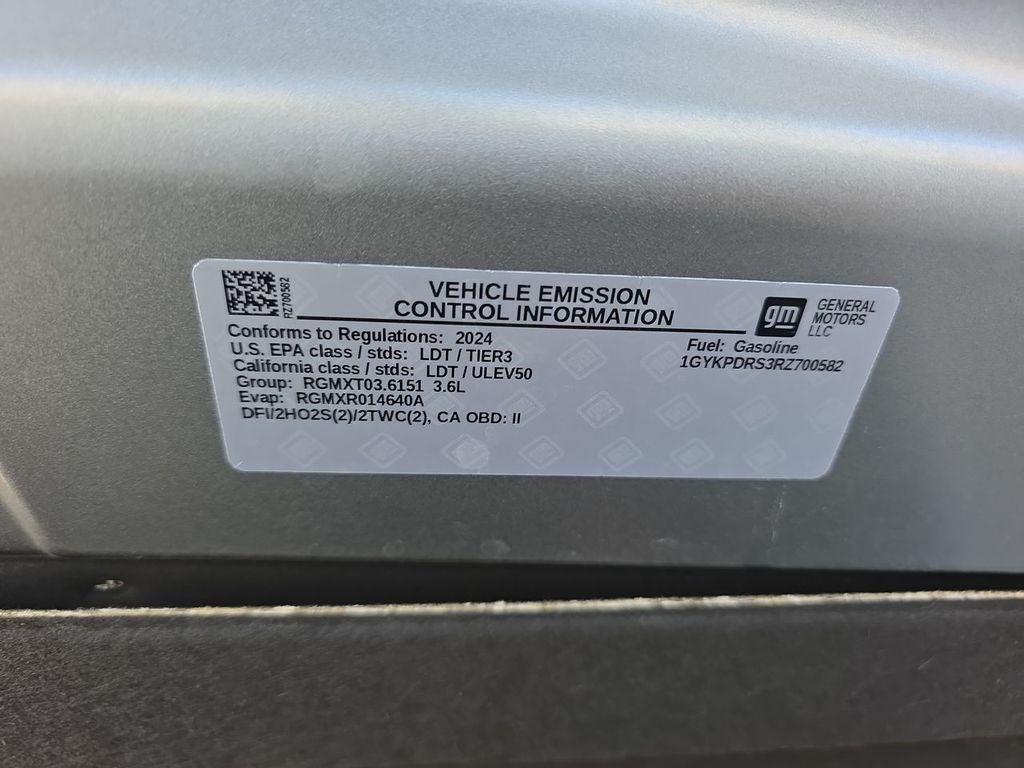 RZ700582
VEHICLE EMISSION
CONTROL INFORMATION
gm
GENERAL
MOTORS
LLC
Conforms to Regulations: 2024
U.S. EPA class / stds: LDT / TIER3
California class / stds: LDT / ULEV50
Group: RGMXT03.6151 3.6L
Evap: RGMXR014640A
DFI/2HO2S(2)/2TWC(2), CA OBD: II
Fuel: Gasoline
1GYKPDRS3RZ700582